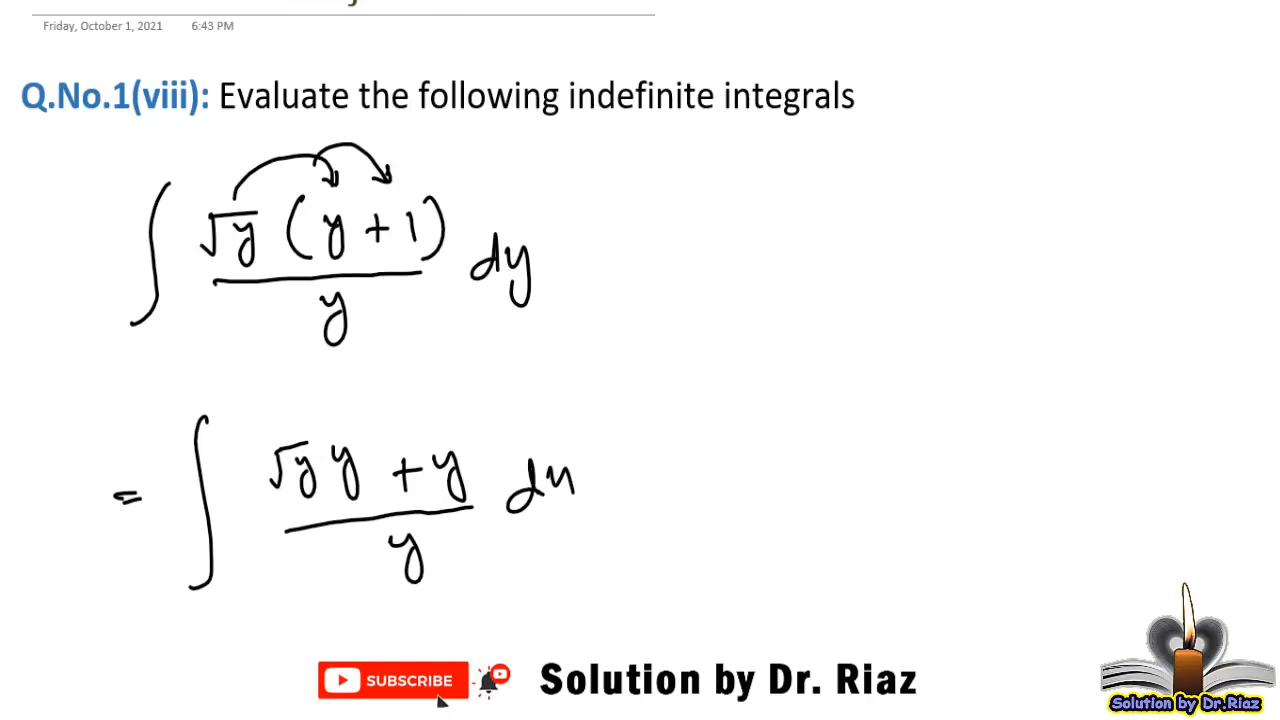 Friday, October 1, 2021 6:43 PM
Q.No.1(viii): Evaluate the following indefinite integrals
∫ √y (y + 1) / y dy
= ∫ √y y + y / y dy
SUBSCRIBE Solution by Dr. Riaz
Solution by Dr.Riaz